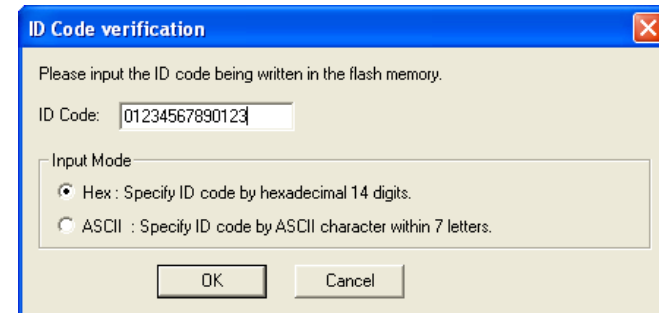 ID Code verification
Please input the ID code being written in the flash memory.
ID Code: 01234567890123
Input Mode
Hex : Specify ID code by hexadecimal 14 digits.
ASCII : Specify ID code by ASCII character within 7 letters.
OK Cancel